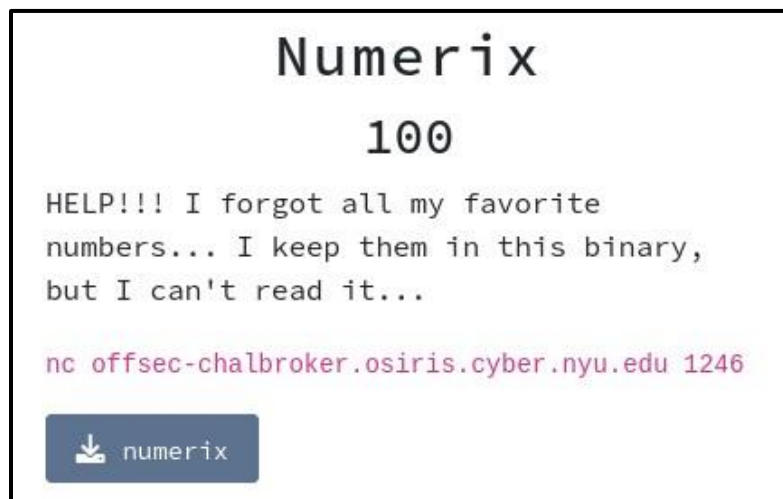 Numerix
100
HELP!!! I forgot all my favorite
numbers... I keep them in this binary,
but I can't read it...
nc offsec-chalbroker.osiris.cyber.nyu.edu 1246
numerix